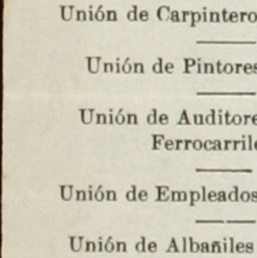 Unión de Carpintero
Unión de Pintores
Unión de Auditore
Ferrocarrile
Unión de Empleados
Unión de Albañiles